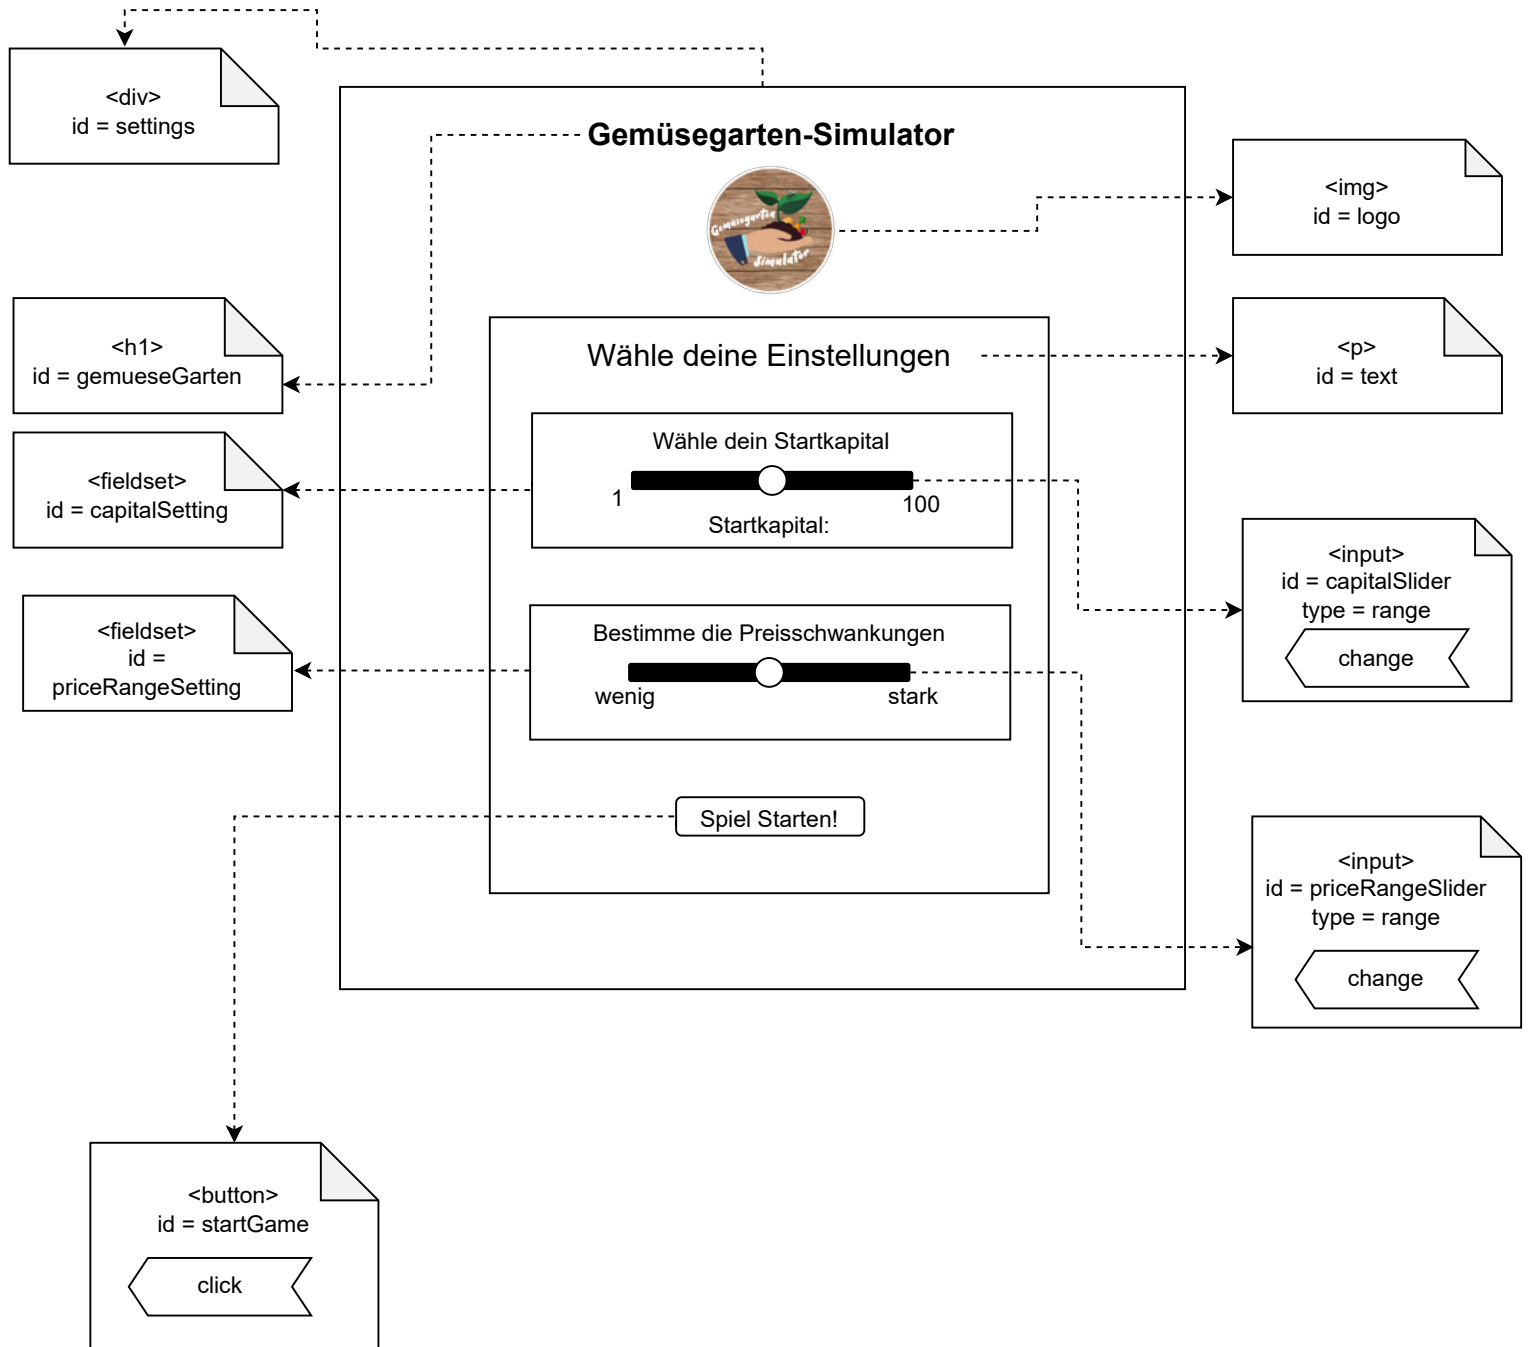 <div>
id = settings
Gemüsegarten-Simulator
Gemüsegarten
Simulator
<img>
id = logo
<h1>
id = gemueseGarten
Wähle deine Einstellungen
<p>
id = text
<fieldset>
id = capitalSetting
Wähle dein Startkapital
1
100
Startkapital:
<input>
id = capitalSlider
type = range
change
<fieldset>
id =
priceRangeSetting
Bestimme die Preisschwankungen
wenig
stark
Spiel Starten!
<input>
id = priceRangeSlider
type = range
change
<button>
id = startGame
click